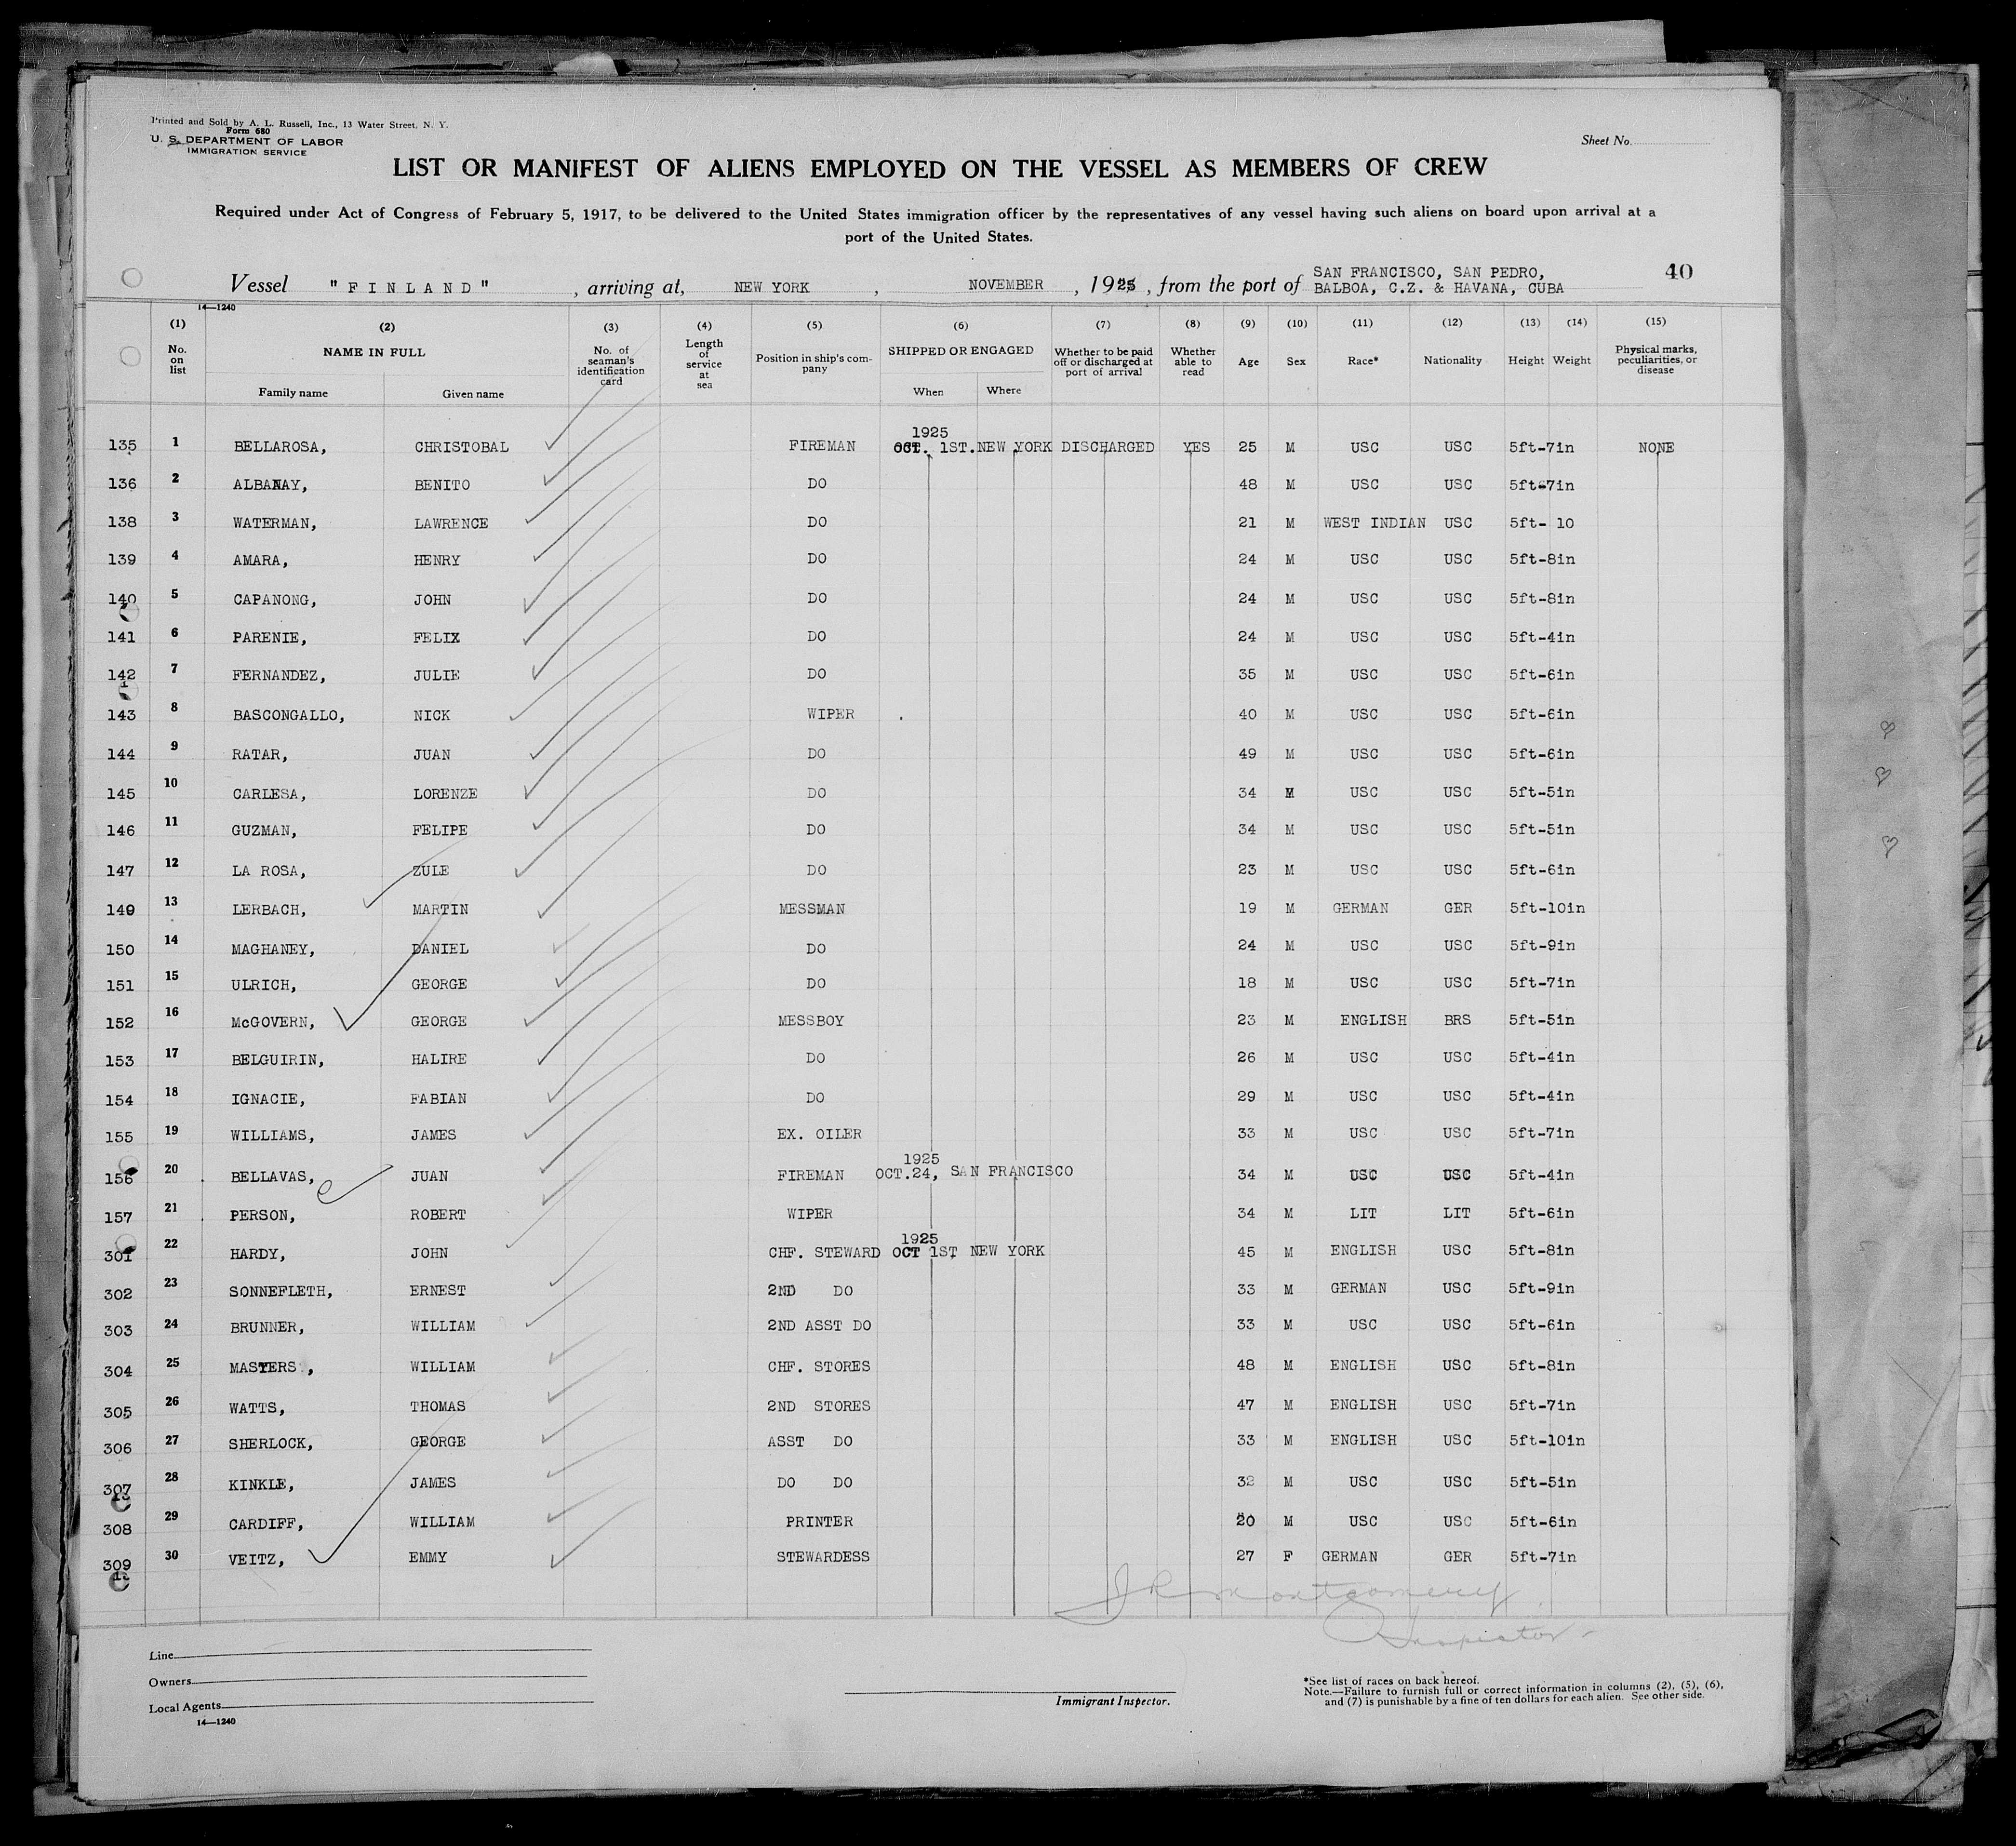 Printed and Sold by A. L. Russell, Inc., 13 Water Street, N. Y.
Form 680
U. S. DEPARTMENT OF LABOR
IMMIGRATION SERVICE
Sheet No.
LIST OR MANIFEST OF ALIENS EMPLOYED ON THE VESSEL AS MEMBERS OF CREW
Required under Act of Congress of February 5, 1917, to be delivered to the United States immigration officer by the representatives of any vessel having such aliens on board upon arrival at a
port of the United States.
Vessel "FINLAND", arriving at, NEW YORK, NOVEMBER, 1925, from the port of SAN FRANCISCO, SAN PEDRO,
BALBOA, C.Z. & HAVANA, CUBA
40
14—1240
(1) (2) (3) (4) (5) (6) (7) (8) (9) (10) (11) (12) (13) (14) (15)
No. on list NAME IN FULL Family name Given name No. of seaman's identification card Length of service at sea Position in ship's company SHIPPED OR ENGAGED When Where Whether to be paid off or discharged at port of arrival Whether able to read Age Sex Race* Nationality Height Weight Physical marks, peculiarities, or disease
1925
135 1 BELLAROSA, CHRISTOBAL FIREMAN OCT. 1ST. NEW YORK DISCHARGED YES 25 M USC USC 5ft-7in NONE
136 2 ALBANAY, BENITO DO 48 M USC USC 5ft-7in
138 3 WATERMAN, LAWRENCE DO 21 M WEST INDIAN USC 5ft- 10
139 4 AMARA, HENRY DO 24 M USC USC 5ft-8in
140 5 CAPANONG, JOHN DO 24 M USC USC 5ft-8in
141 6 PARENIE, FELIX DO 24 M USC USC 5ft-4in
142 7 FERNANDEZ, JULIE DO 35 M USC USC 5ft-6in
143 8 BASCONGALLO, NICK WIPER 40 M USC USC 5ft-6in
144 9 RATAR, JUAN DO 49 M USC USC 5ft-6in
145 10 CARLESA, LORENZE DO 34 M USC USC 5ft-5in
146 11 GUZMAN, FELIPE DO 34 M USC USC 5ft-5in
147 12 LA ROSA, ZULE DO 23 M USC USC 5ft-6in
149 13 LERBACH, MARTIN MESSMAN 19 M GERMAN GER 5ft-10in
150 14 MAGHANEY, DANIEL DO 24 M USC USC 5ft-9in
151 15 ULRICH, GEORGE DO 18 M USC USC 5ft-7in
152 16 McGOVERN, GEORGE MESSBOY 23 M ENGLISH BRS 5ft-5in
153 17 BELGUIRIN, HALIRE DO 26 M USC USC 5ft-4in
154 18 IGNACIE, FABIAN DO 29 M USC USC 5ft-4in
155 19 WILLIAMS, JAMES EX. OILER 33 M USC USC 5ft-7in
1925
156 20 BELLAVAS, JUAN FIREMAN OCT.24, SAN FRANCISCO 34 M USC USC 5ft-4in
157 21 PERSON, ROBERT WIPER 34 M LIT LIT 5ft-6in
1925
301 22 HARDY, JOHN CHF. STEWARD OCT 1ST NEW YORK 45 M ENGLISH USC 5ft-8in
302 23 SONNEFLETH, ERNEST 2ND DO 33 M GERMAN USC 5ft-9in
303 24 BRUNNER, WILLIAM 2ND ASST DO 33 M USC USC 5ft-6in
304 25 MASTERS, WILLIAM CHF. STORES 48 M ENGLISH USC 5ft-8in
305 26 WATTS, THOMAS 2ND STORES 47 M ENGLISH USC 5ft-7in
306 27 SHERLOCK, GEORGE ASST DO 33 M ENGLISH USC 5ft-10in
307 28 KINKLE, JAMES DO DO 32 M USC USC 5ft-5in
308 29 CARDIFF, WILLIAM PRINTER 20 M USC USC 5ft-6in
309 30 VEITZ, EMMY STEWARDESS 27 F GERMAN GER 5ft-7in
J R Montgomery
Inspector
Line
Owners
Local Agents
14—1240
Immigrant Inspector.
*See list of races on back hereof.
Note.—Failure to furnish full or correct information in columns (2), (5), (6),
and (7) is punishable by a fine of ten dollars for each alien. See other side.